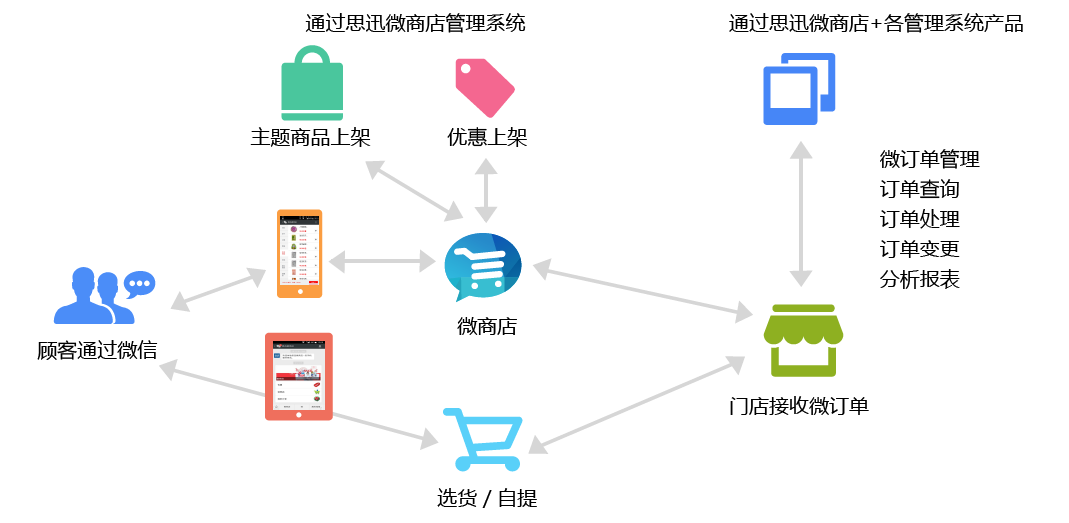 通过思迅微商店管理系统
通过思迅微商店+各管理系统产品
主题商品上架
优惠上架
微订单管理
订单查询
订单处理
订单变更
分析报表
微商店
顾客通过微信
门店接收微订单
选货 / 自提